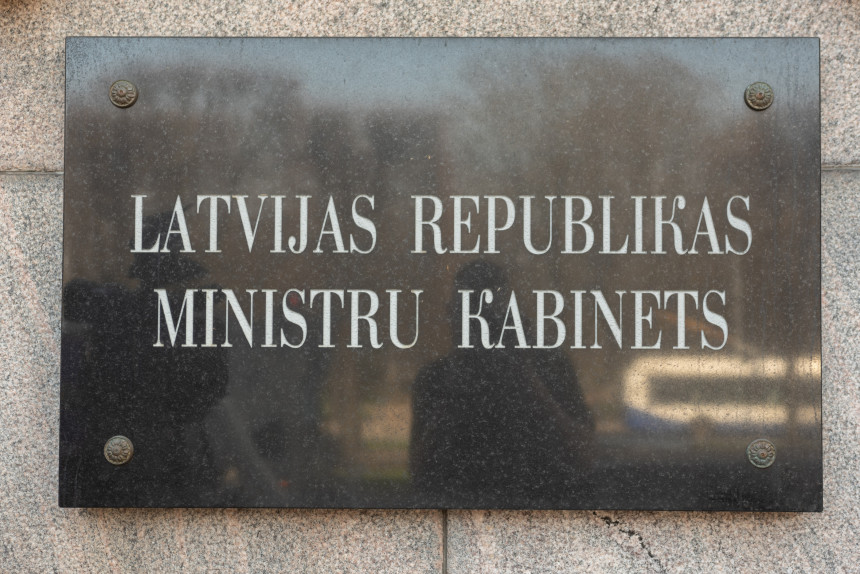 LATVIJAS REPUBLIKAS
MINISTRU KABINETS